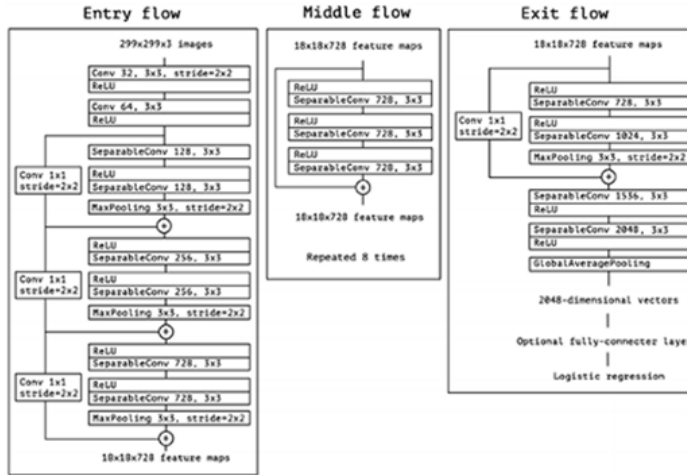 Entry flow
299x299x3 images
Conv 32, 3x3, stride=2x2
ReLU
Conv 64, 3x3
ReLU
SeparableConv 128, 3x3
Conv 1x1
stride=2x2
ReLU
SeparableConv 128, 3x3
MaxPooling 3x3, stride=2x2
+
ReLU
SeparableConv 256, 3x3
Conv 1x1
stride=2x2
ReLU
SeparableConv 256, 3x3
MaxPooling 3x3, stride=2x2
+
ReLU
SeparableConv 728, 3x3
Conv 1x1
stride=2x2
ReLU
SeparableConv 728, 3x3
MaxPooling 3x3, stride=2x2
+
18x18x728 feature maps
Middle flow
18x18x728 feature maps
ReLU
SeparableConv 728, 3x3
ReLU
SeparableConv 728, 3x3
ReLU
SeparableConv 728, 3x3
+
18x18x728 feature maps
Repeated 8 times
Exit flow
18x18x728 feature maps
ReLU
SeparableConv 728, 3x3
Conv 1x1
stride=2x2
ReLU
SeparableConv 1024, 3x3
MaxPooling 3x3, stride=2x2
+
SeparableConv 1536, 3x3
ReLU
SeparableConv 2048, 3x3
ReLU
GlobalAveragePooling
2048-dimensional vectors
Optional fully-connecter layer
Logistic regression